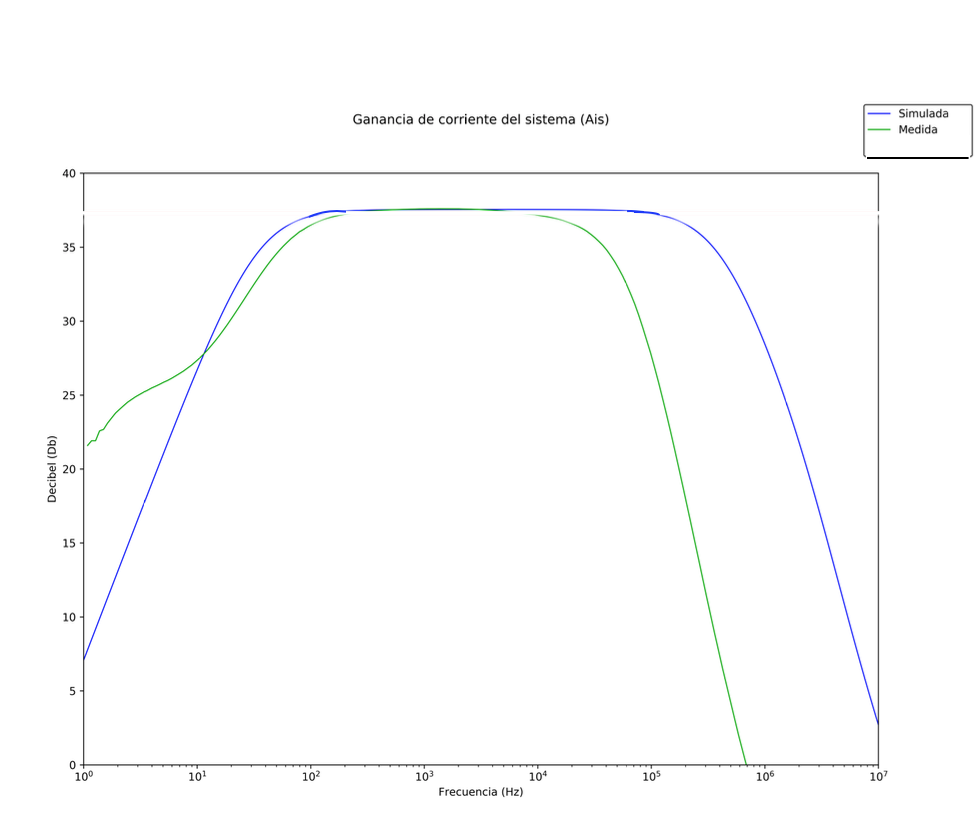 Ganancia de corriente del sistema (Ais)
Simulada
Medida
40
35
30
25
20
15
10
5
0
Decibel (Db)
10⁰ 10¹ 10² 10³ 10⁴ 10⁵ 10⁶ 10⁷
Frecuencia (Hz)